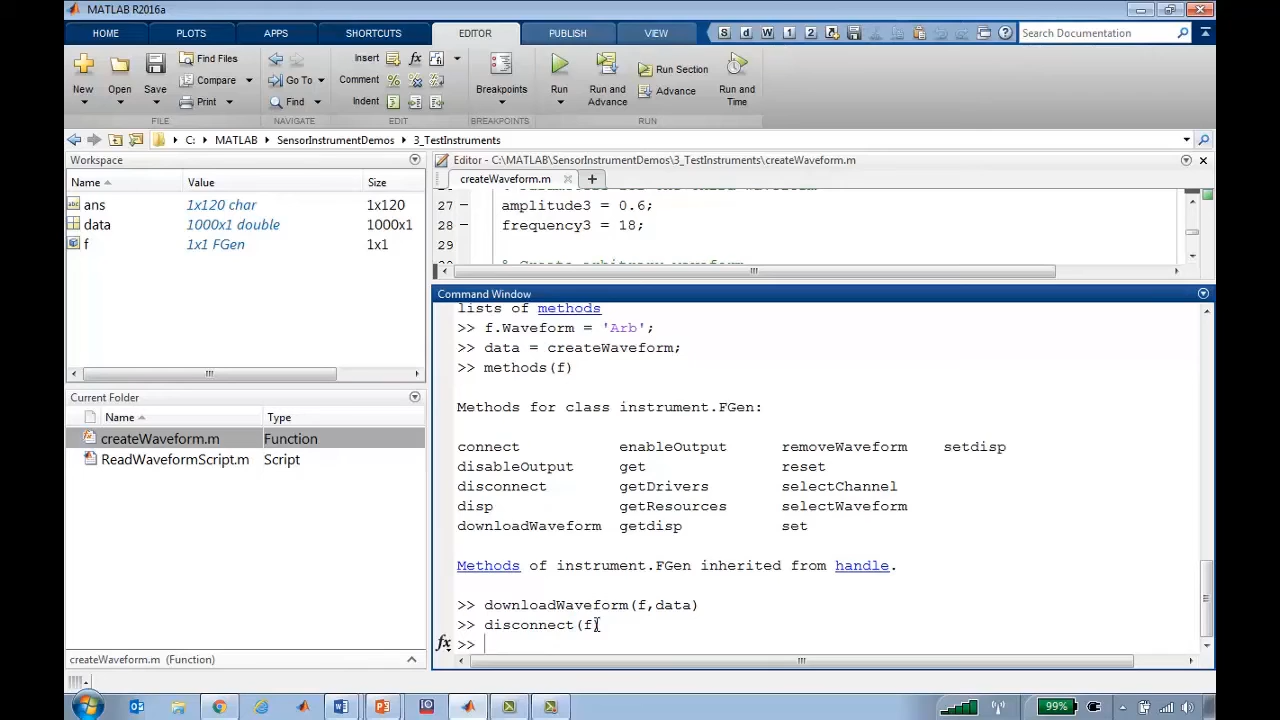 MATLAB R2016a
HOME PLOTS APPS SHORTCUTS EDITOR PUBLISH VIEW Search Documentation
New Open Save Find Files Compare Print
Go To Find
Insert Comment Indent
Breakpoints
Run Run and Advance Run Section Advance Run and Time
FILE NAVIGATE EDIT BREAKPOINTS RUN
C: MATLAB SensorInstrumentDemos 3_TestInstruments
Workspace
Name Value Size
ans 1x120 char 1x120
data 1000x1 double 1000x1
f 1x1 FGen 1x1
Current Folder
Name Type
createWaveform.m Function
ReadWaveformScript.m Script
createWaveform.m (Function)
Editor - C:\MATLAB\SensorInstrumentDemos\3_TestInstruments\createWaveform.m
createWaveform.m
27 amplitude3 = 0.6;
28 frequency3 = 18;
29
% Create arbitrary waveform
Command Window
lists of methods
>> f.Waveform = 'Arb';
>> data = createWaveform;
>> methods(f)
Methods for class instrument.FGen:
connect enableOutput removeWaveform setdisp
disableOutput get reset
disconnect getDrivers selectChannel
disp getResources selectWaveform
downloadWaveform getdisp set
Methods of instrument.FGen inherited from handle.
>> downloadWaveform(f,data)
>> disconnect(f)
fx >>
99%